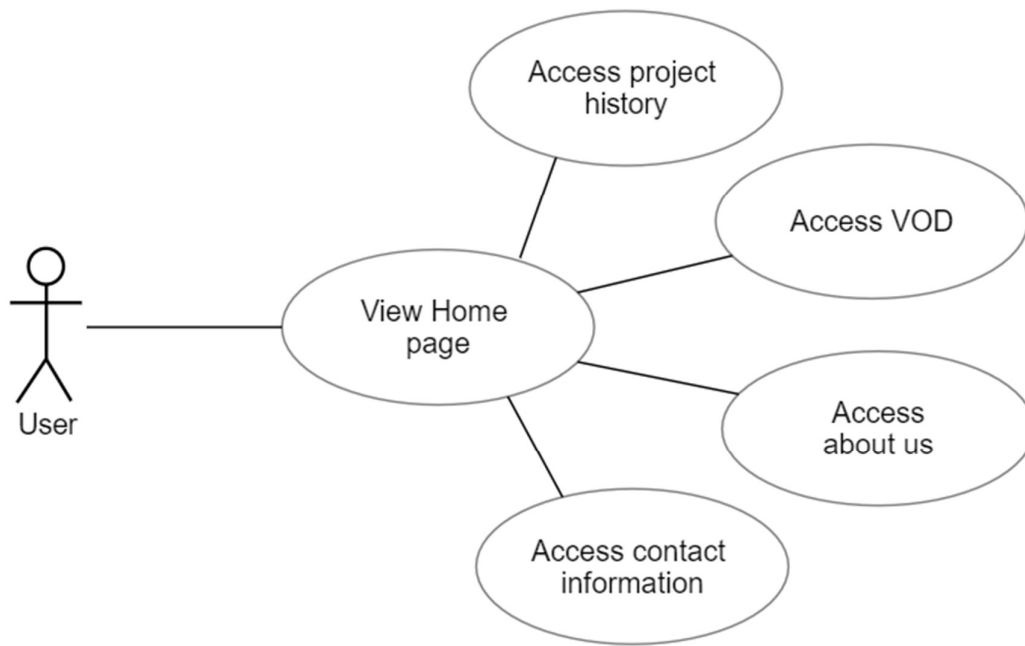 Access project
history
Access VOD
View Home
page
Access
about us
User
Access contact
information